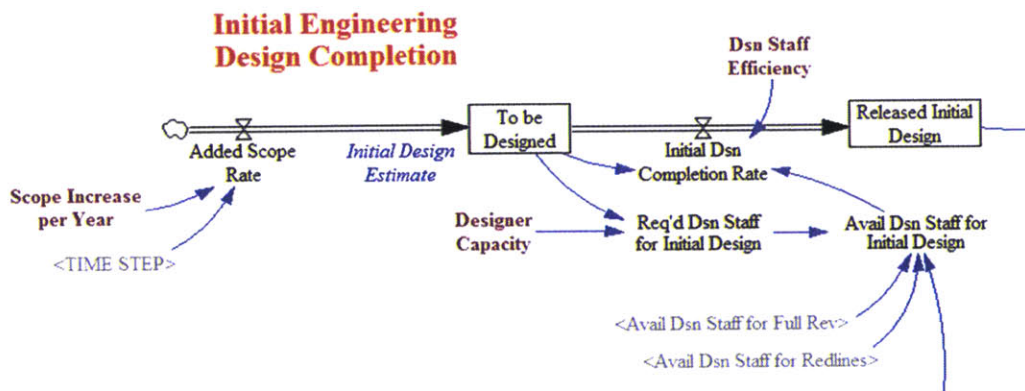 Initial Engineering
Design Completion
Dsn Staff
Efficiency
To be
Designed
Released Initial
Design
Added Scope
Rate
Initial Design
Estimate
Initial Dsn
Completion Rate
Scope Increase
per Year
Designer
Capacity
Req'd Dsn Staff
for Initial Design
Avail Dsn Staff for
Initial Design
<TIME STEP>
<Avail Dsn Staff for Full Rev>
<Avail Dsn Staff for Redlines>